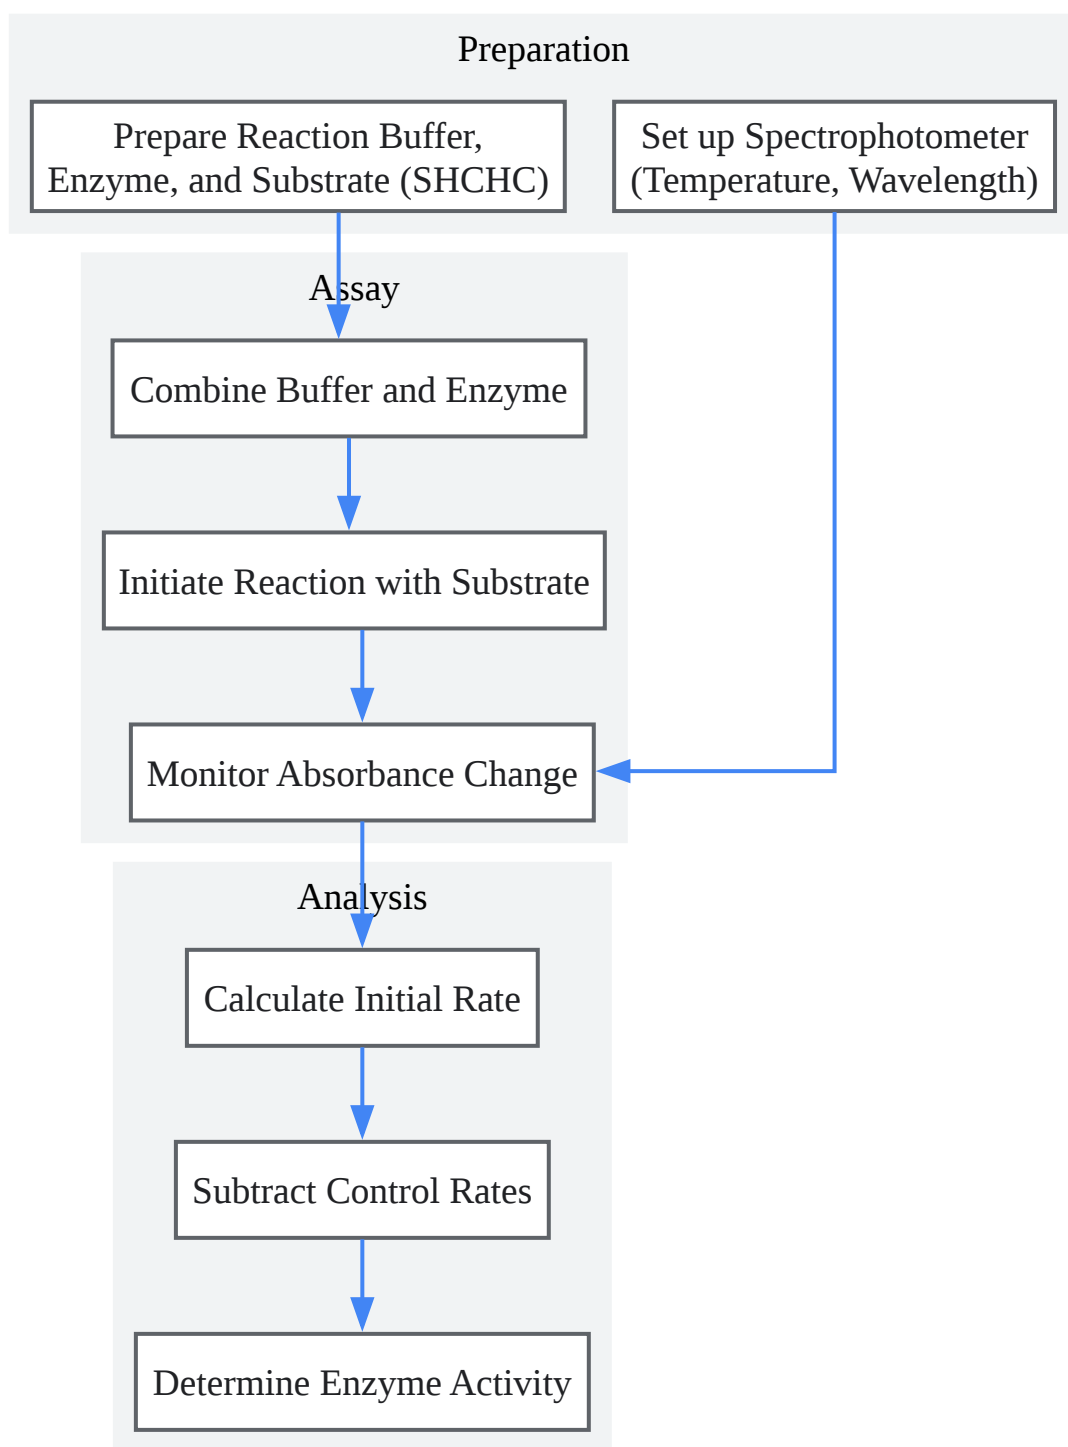 Preparation
Prepare Reaction Buffer,
Enzyme, and Substrate (SHCHC)
Set up Spectrophotometer
(Temperature, Wavelength)
Assay
Combine Buffer and Enzyme
Initiate Reaction with Substrate
Monitor Absorbance Change
Analysis
Calculate Initial Rate
Subtract Control Rates
Determine Enzyme Activity